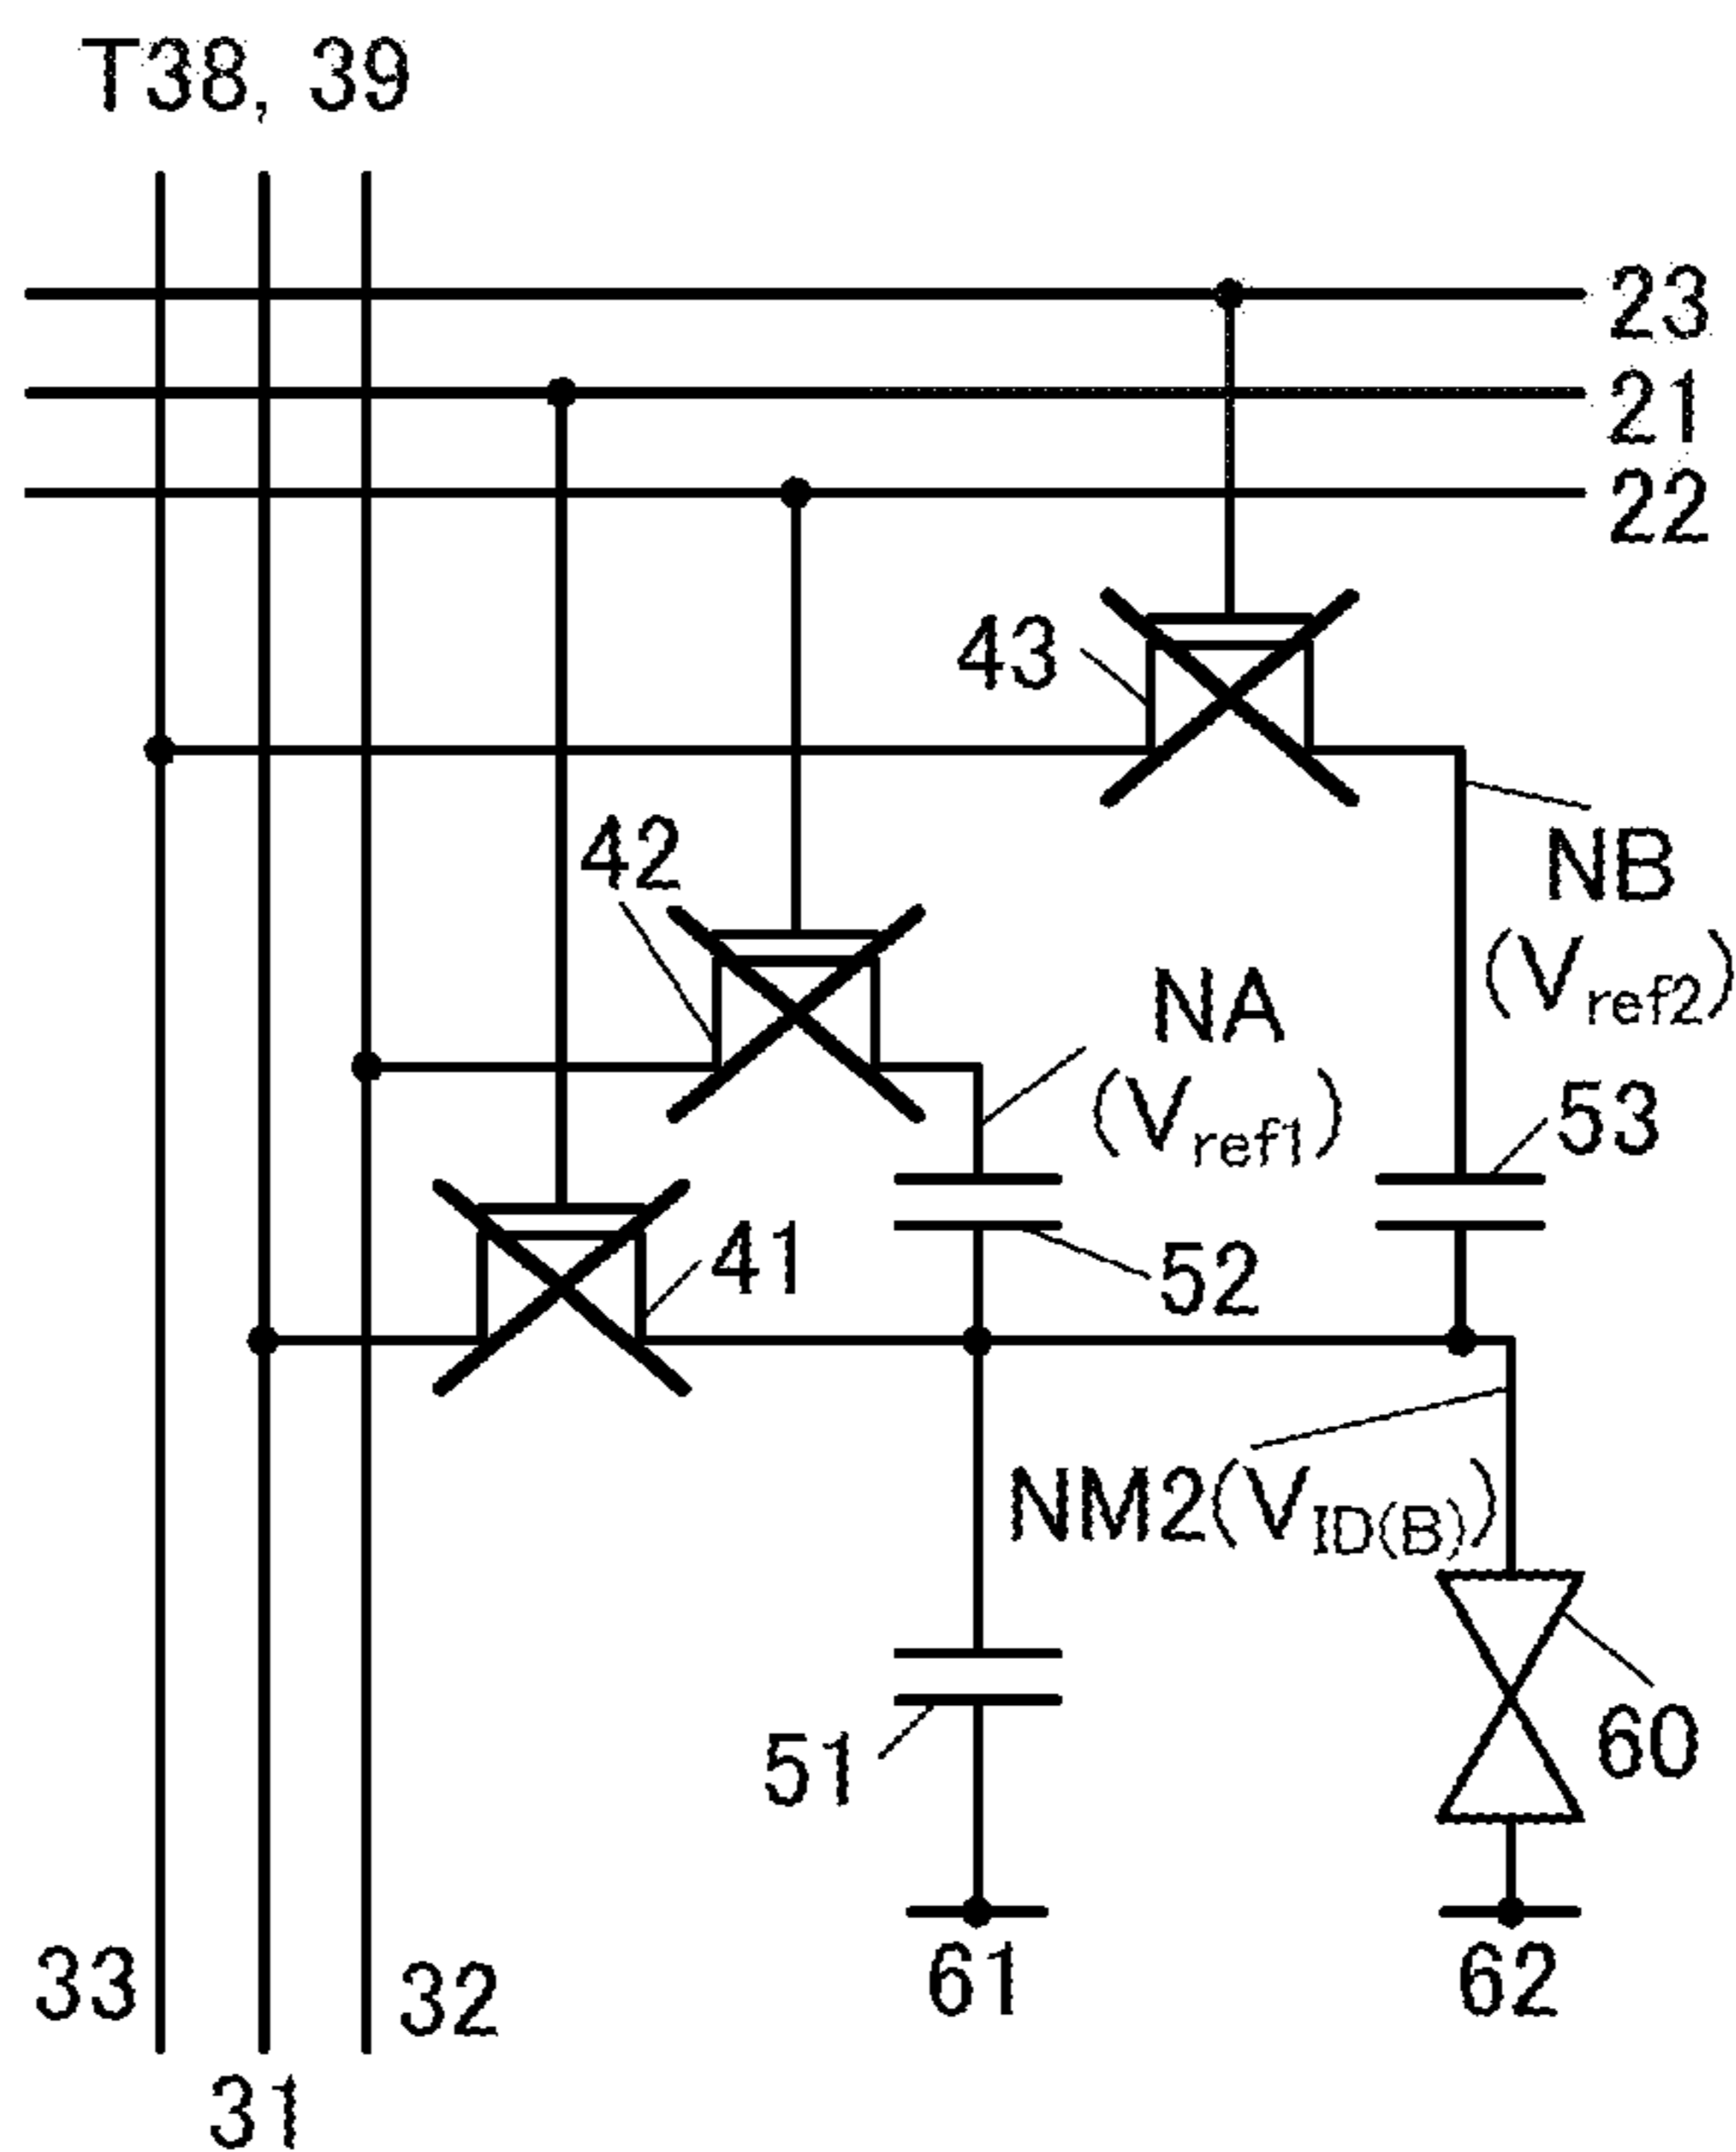 T38, 39
23
21
22
43
42
NB
(Vref2)
NA
(Vref1)
53
41
52
NM2(VID(B))
51
60
33
32
61
62
31